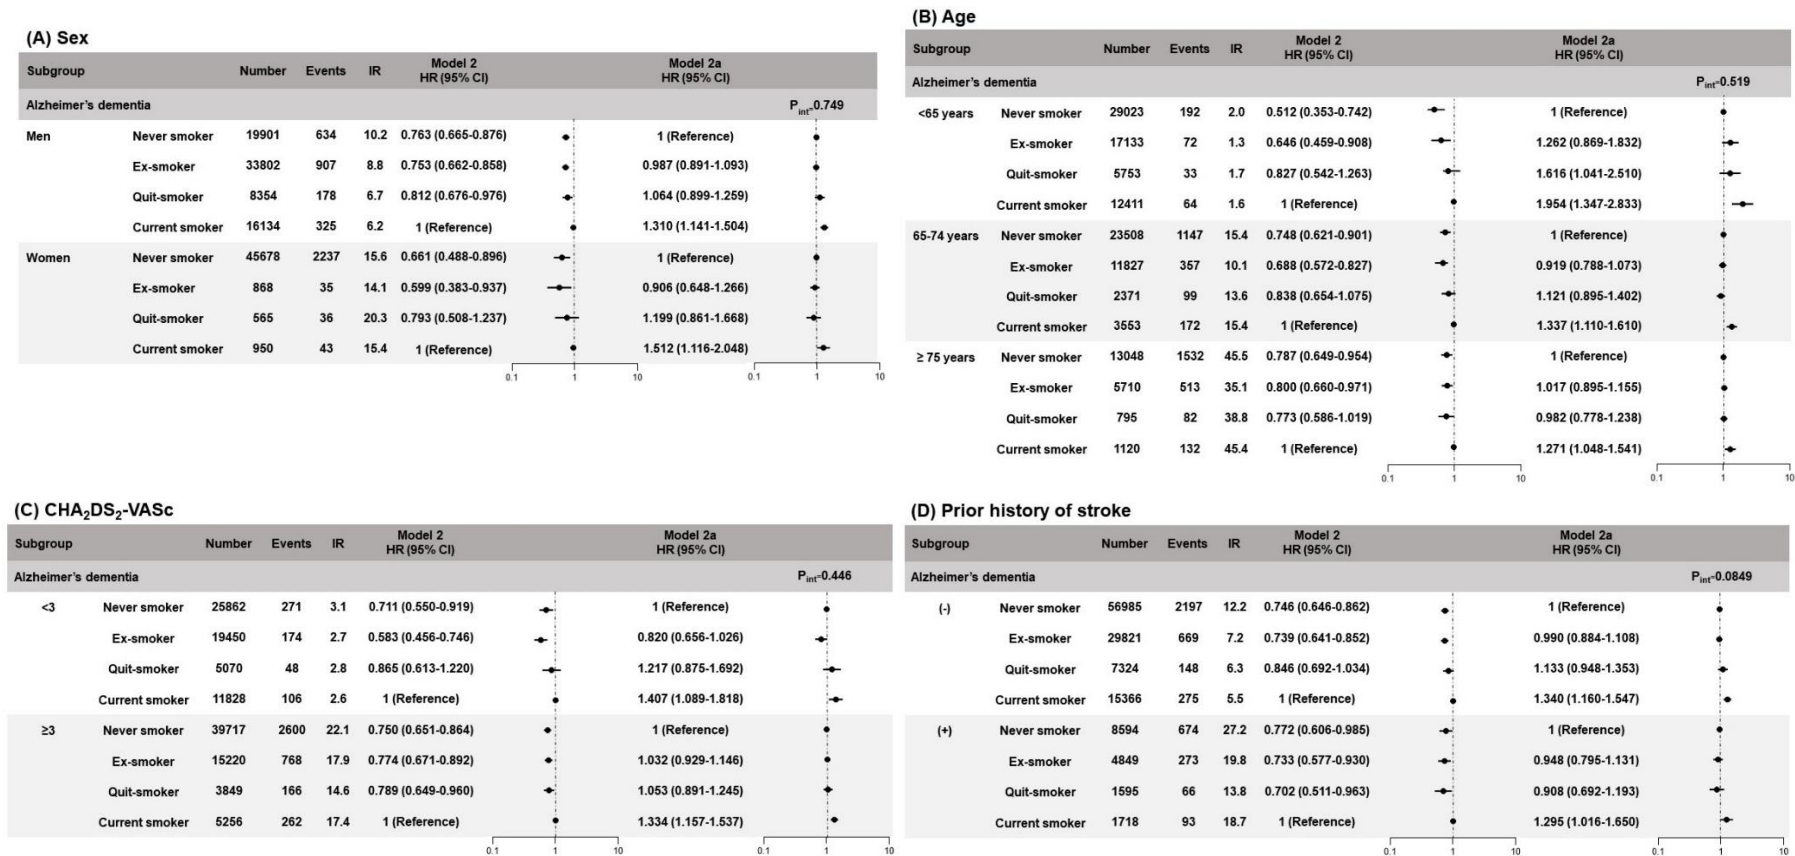 (A) Sex
Subgroup Number Events IR Model 2 HR (95% CI) Model 2a HR (95% CI)
Alzheimer's dementia Pint=0.749
Men Never smoker 19901 634 10.2 0.763 (0.665-0.876) 1 (Reference)
Ex-smoker 33802 907 8.8 0.753 (0.662-0.858) 0.987 (0.891-1.093)
Quit-smoker 8354 178 6.7 0.812 (0.676-0.976) 1.064 (0.899-1.259)
Current smoker 16134 325 6.2 1 (Reference) 1.310 (1.141-1.504)
Women Never smoker 45678 2237 15.6 0.661 (0.488-0.896) 1 (Reference)
Ex-smoker 868 35 14.1 0.599 (0.383-0.937) 0.906 (0.648-1.266)
Quit-smoker 565 36 20.3 0.793 (0.508-1.237) 1.199 (0.861-1.668)
Current smoker 950 43 15.4 1 (Reference) 1.512 (1.116-2.048)
0.1 1 10 0.1 1 10
(B) Age
Subgroup Number Events IR Model 2 HR (95% CI) Model 2a HR (95% CI)
Alzheimer's dementia Pint=0.519
<65 years Never smoker 29023 192 2.0 0.512 (0.353-0.742) 1 (Reference)
Ex-smoker 17133 72 1.3 0.646 (0.459-0.908) 1.262 (0.869-1.832)
Quit-smoker 5753 33 1.7 0.827 (0.542-1.263) 1.616 (1.041-2.510)
Current smoker 12411 64 1.6 1 (Reference) 1.954 (1.347-2.833)
65-74 years Never smoker 23508 1147 15.4 0.748 (0.621-0.901) 1 (Reference)
Ex-smoker 11827 357 10.1 0.688 (0.572-0.827) 0.919 (0.788-1.073)
Quit-smoker 2371 99 13.6 0.838 (0.654-1.075) 1.121 (0.895-1.402)
Current smoker 3553 172 15.4 1 (Reference) 1.337 (1.110-1.610)
≥ 75 years Never smoker 13048 1532 45.5 0.787 (0.649-0.954) 1 (Reference)
Ex-smoker 5710 513 35.1 0.800 (0.660-0.971) 1.017 (0.895-1.155)
Quit-smoker 795 82 38.8 0.773 (0.586-1.019) 0.982 (0.778-1.238)
Current smoker 1120 132 45.4 1 (Reference) 1.271 (1.048-1.541)
0.1 1 10 0.1 1 10
(C) CHA₂DS₂-VASc
Subgroup Number Events IR Model 2 HR (95% CI) Model 2a HR (95% CI)
Alzheimer's dementia Pint=0.446
<3 Never smoker 25862 271 3.1 0.711 (0.550-0.919) 1 (Reference)
Ex-smoker 19450 174 2.7 0.583 (0.456-0.746) 0.820 (0.656-1.026)
Quit-smoker 5070 48 2.8 0.865 (0.613-1.220) 1.217 (0.875-1.692)
Current smoker 11828 106 2.6 1 (Reference) 1.407 (1.089-1.818)
≥3 Never smoker 39717 2600 22.1 0.750 (0.651-0.864) 1 (Reference)
Ex-smoker 15220 768 17.9 0.774 (0.671-0.892) 1.032 (0.929-1.146)
Quit-smoker 3849 166 14.6 0.789 (0.649-0.960) 1.053 (0.891-1.245)
Current smoker 5256 262 17.4 1 (Reference) 1.334 (1.157-1.537)
0.1 1 10 0.1 1 10
(D) Prior history of stroke
Subgroup Number Events IR Model 2 HR (95% CI) Model 2a HR (95% CI)
Alzheimer's dementia Pint=0.0849
(-) Never smoker 56985 2197 12.2 0.746 (0.646-0.862) 1 (Reference)
Ex-smoker 29821 669 7.2 0.739 (0.641-0.852) 0.990 (0.884-1.108)
Quit-smoker 7324 148 6.3 0.846 (0.692-1.034) 1.133 (0.948-1.353)
Current smoker 15366 275 5.5 1 (Reference) 1.340 (1.160-1.547)
(+) Never smoker 8594 674 27.2 0.772 (0.606-0.985) 1 (Reference)
Ex-smoker 4849 273 19.8 0.733 (0.577-0.930) 0.948 (0.795-1.131)
Quit-smoker 1595 66 13.8 0.702 (0.511-0.963) 0.908 (0.692-1.193)
Current smoker 1718 93 18.7 1 (Reference) 1.295 (1.016-1.650)
0.1 1 10 0.1 1 10